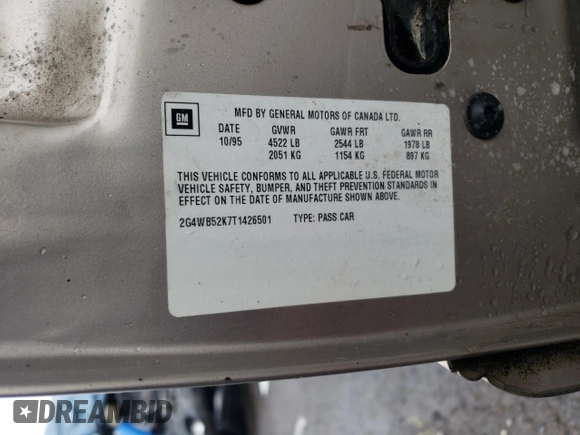 GM
MFD BY GENERAL MOTORS OF CANADA LTD.
DATE GVWR GAWR FRT GAWR RR
10/95 4522 LB 2544 LB 1978 LB
2051 KG 1154 KG 897 KG
THIS VEHICLE CONFORMS TO ALL APPLICABLE U.S. FEDERAL MOTOR
VEHICLE SAFETY, BUMPER, AND THEFT PREVENTION STANDARDS IN
EFFECT ON THE DATE OF MANUFACTURE SHOWN ABOVE.
2G4WB52K7T1426501 TYPE: PASS CAR
DREAMBID